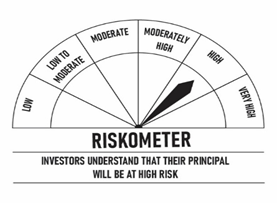 LOW
LOW TO
MODERATE
MODERATE
MODERATELY
HIGH
HIGH
VERY HIGH
RISKOMETER
INVESTORS UNDERSTAND THAT THEIR PRINCIPAL
WILL BE AT HIGH RISK